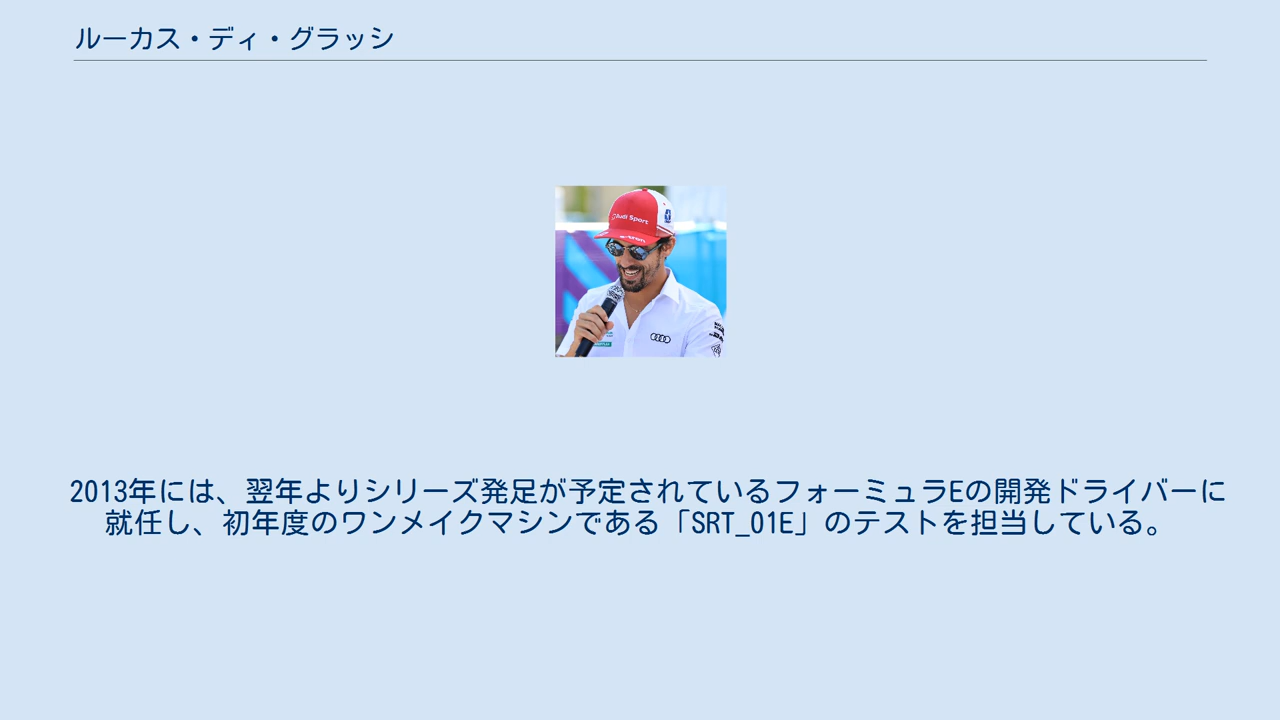 ルーカス・ディ・グラッシ
Audi Sport
2013年には、翌年よりシリーズ発足が予定されているフォーミュラEの開発ドライバーに
就任し、初年度のワンメイクマシンである「SRT_01E」のテストを担当している。